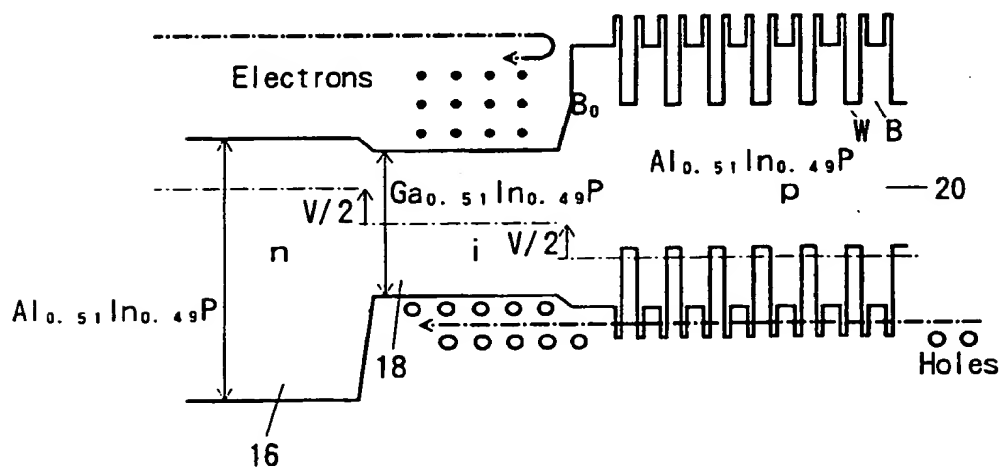 Electrons
B₀
W B
Al₀.₅₁In₀.₄₉P
Ga₀.₅₁In₀.₄₉P
p
20
V/2
n
i
V/2
Al₀.₅₁In₀.₄₉P
18
Holes
16